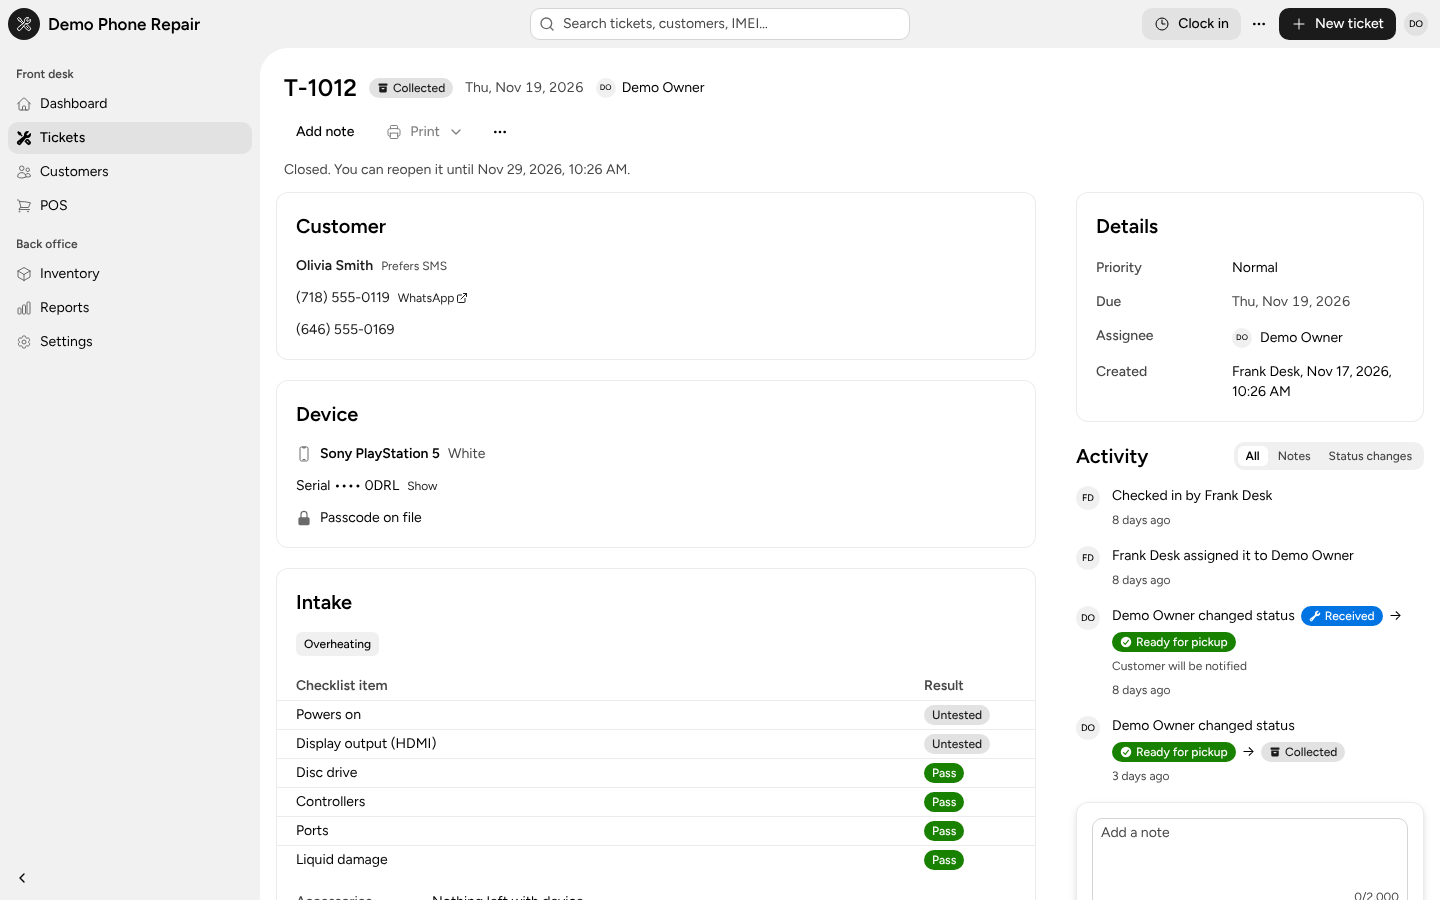 Demo Phone Repair
Search tickets, customers, IMEI...
Clock in
New ticket
DO
Front desk
Dashboard
Tickets
Customers
POS
Back office
Inventory
Reports
Settings
T-1012
Collected
Thu, Nov 19, 2026
DO
Demo Owner
Add note
Print
Closed. You can reopen it until Nov 29, 2026, 10:26 AM.
Customer
Olivia Smith Prefers SMS
(718) 555-0119 WhatsApp
(646) 555-0169
Device
Sony PlayStation 5 White
Serial •••• 0DRL Show
Passcode on file
Intake
Overheating
Checklist item Result
Powers on Untested
Display output (HDMI) Untested
Disc drive Pass
Controllers Pass
Ports Pass
Liquid damage Pass
Accessories Nothing left with device
Details
Priority Normal
Due Thu, Nov 19, 2026
Assignee DO Demo Owner
Created Frank Desk, Nov 17, 2026,
10:26 AM
Activity
All Notes Status changes
FD Checked in by Frank Desk
8 days ago
FD Frank Desk assigned it to Demo Owner
8 days ago
DO Demo Owner changed status Received →
Ready for pickup
Customer will be notified
8 days ago
DO Demo Owner changed status
Ready for pickup → Collected
3 days ago
Add a note
0/2,000